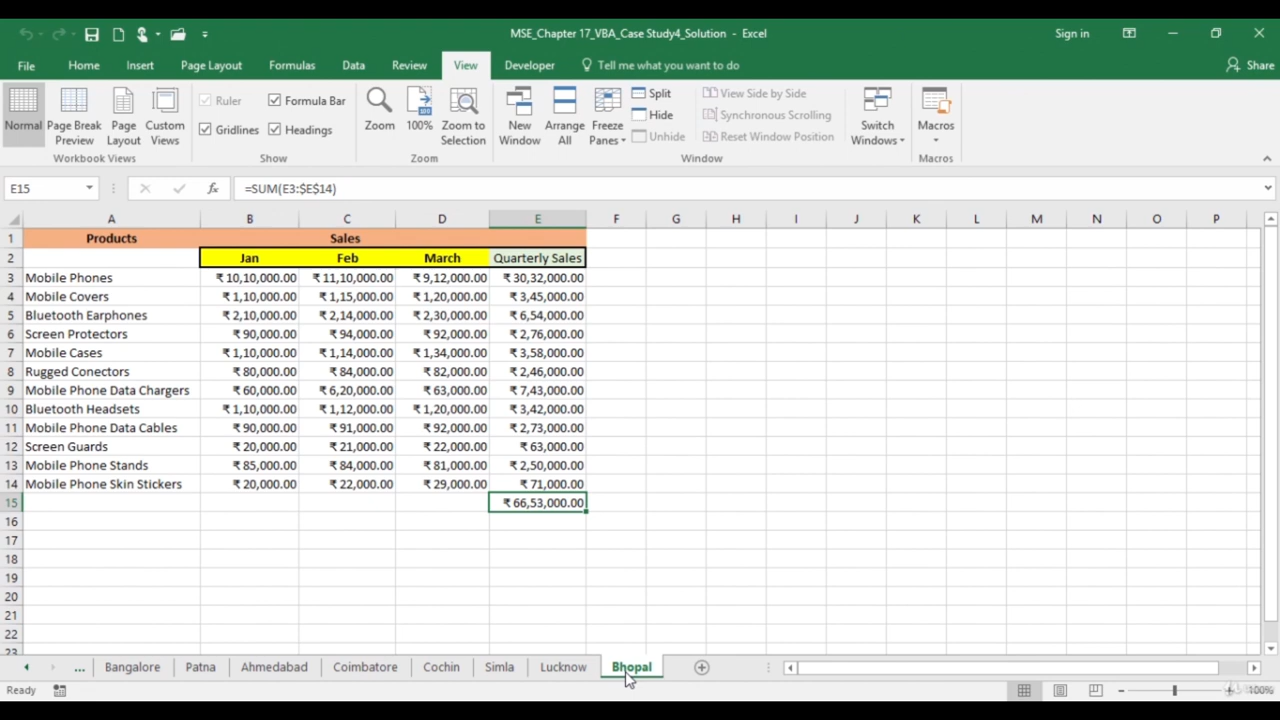 MSE_Chapter 17_VBA_Case Study4_Solution - Excel
Sign in
File Home Insert Page Layout Formulas Data Review View Developer Tell me what you want to do Share
Normal Page Break Preview Page Layout Custom Views
Workbook Views
Ruler Formula Bar
Gridlines Headings
Show
Zoom 100% Zoom to Selection
Zoom
New Window Arrange All Freeze Panes
Split
Hide
Unhide
View Side by Side
Synchronous Scrolling
Reset Window Position
Switch Windows
Window
Macros
Macros
E15 fx =SUM(E3:$E$14)
A B C D E F G H I J K L M N O P
1 Products Sales
2 Jan Feb March Quarterly Sales
3 Mobile Phones ₹ 10,10,000.00 ₹ 11,10,000.00 ₹ 9,12,000.00 ₹ 30,32,000.00
4 Mobile Covers ₹ 1,10,000.00 ₹ 1,15,000.00 ₹ 1,20,000.00 ₹ 3,45,000.00
5 Bluetooth Earphones ₹ 2,10,000.00 ₹ 2,14,000.00 ₹ 2,30,000.00 ₹ 6,54,000.00
6 Screen Protectors ₹ 90,000.00 ₹ 94,000.00 ₹ 92,000.00 ₹ 2,76,000.00
7 Mobile Cases ₹ 1,10,000.00 ₹ 1,14,000.00 ₹ 1,34,000.00 ₹ 3,58,000.00
8 Rugged Conectors ₹ 80,000.00 ₹ 84,000.00 ₹ 82,000.00 ₹ 2,46,000.00
9 Mobile Phone Data Chargers ₹ 60,000.00 ₹ 6,20,000.00 ₹ 63,000.00 ₹ 7,43,000.00
10 Bluetooth Headsets ₹ 1,10,000.00 ₹ 1,12,000.00 ₹ 1,20,000.00 ₹ 3,42,000.00
11 Mobile Phone Data Cables ₹ 90,000.00 ₹ 91,000.00 ₹ 92,000.00 ₹ 2,73,000.00
12 Screen Guards ₹ 20,000.00 ₹ 21,000.00 ₹ 22,000.00 ₹ 63,000.00
13 Mobile Phone Stands ₹ 85,000.00 ₹ 84,000.00 ₹ 81,000.00 ₹ 2,50,000.00
14 Mobile Phone Skin Stickers ₹ 20,000.00 ₹ 22,000.00 ₹ 29,000.00 ₹ 71,000.00
15 ₹ 66,53,000.00
16
17
18
19
20
21
22
23
... Bangalore Patna Ahmedabad Coimbatore Cochin Simla Lucknow Bhopal
Ready 100%